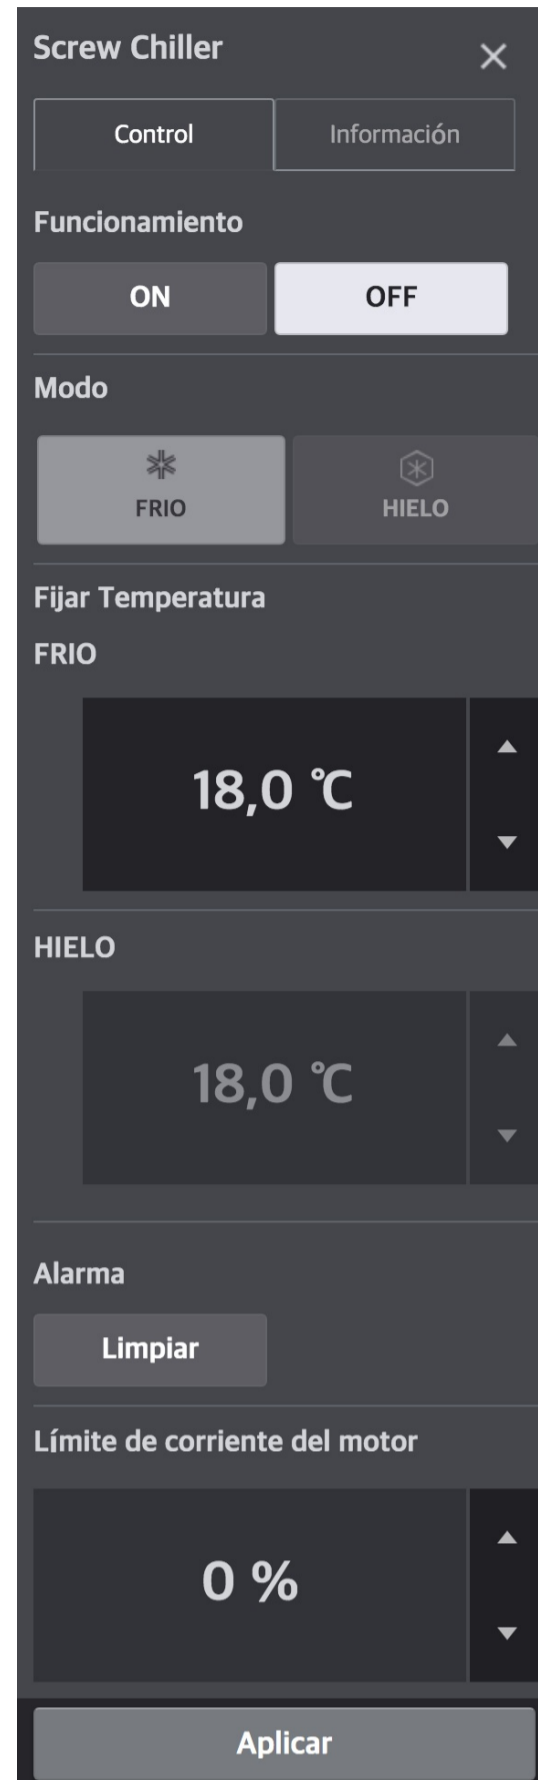 Screw Chiller
Control Información
Funcionamiento
ON OFF
Modo
FRIO HIELO
Fijar Temperatura
FRIO
18,0 ℃
HIELO
18,0 ℃
Alarma
Limpiar
Límite de corriente del motor
0 %
Aplicar